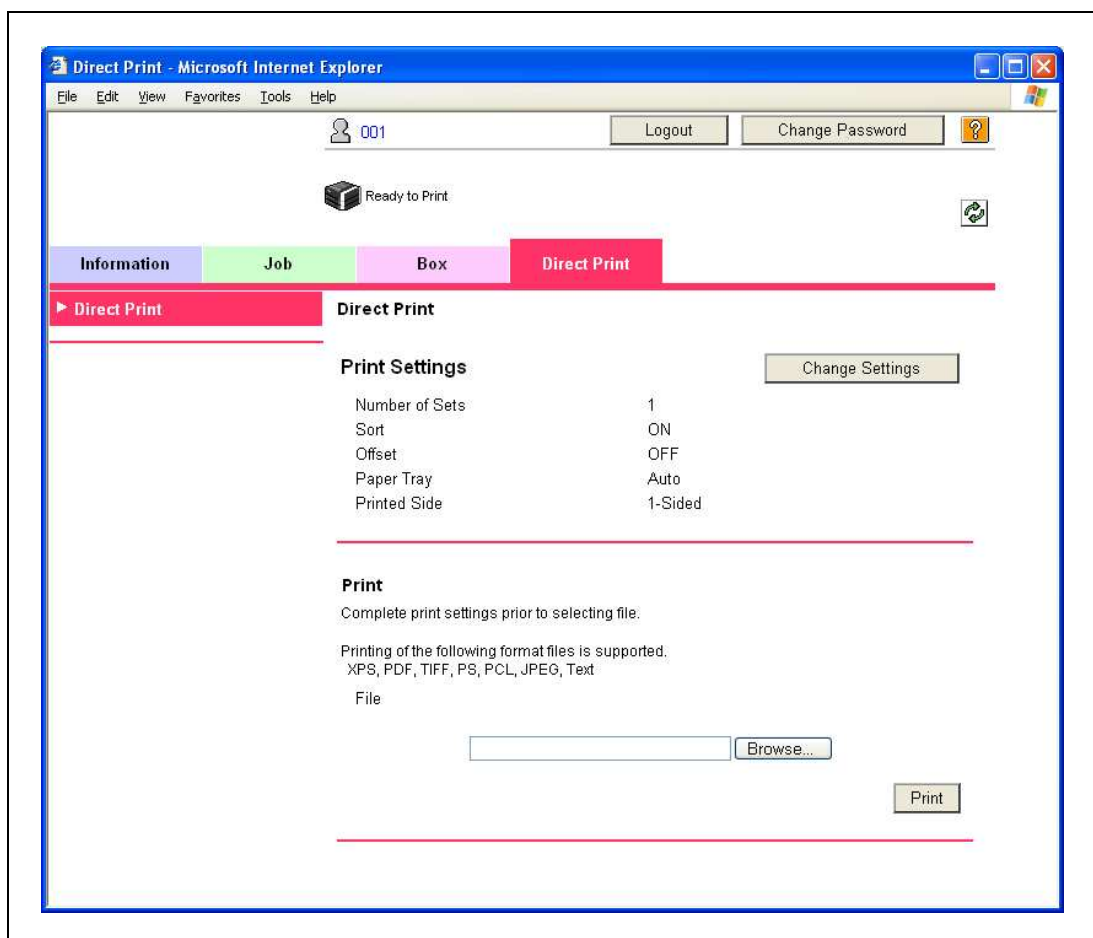 Direct Print - Microsoft Internet Explorer
File Edit View Favorites Tools Help
001 Logout Change Password ?
Ready to Print
Information Job Box Direct Print
Direct Print
Direct Print
Print Settings Change Settings
Number of Sets 1
Sort ON
Offset OFF
Paper Tray Auto
Printed Side 1-Sided
Print
Complete print settings prior to selecting file.
Printing of the following format files is supported.
XPS, PDF, TIFF, PS, PCL, JPEG, Text
File
Browse...
Print